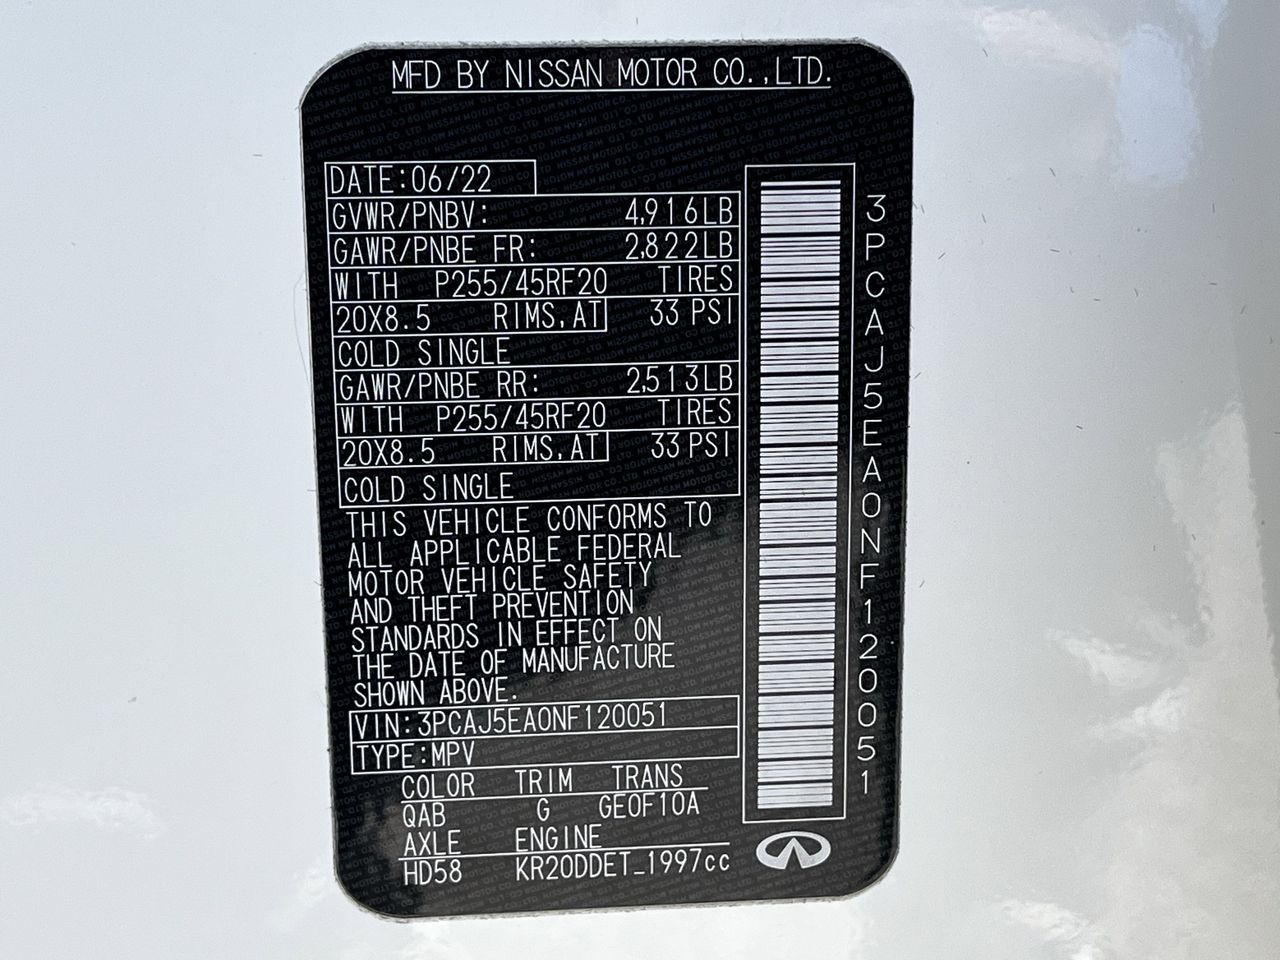 MFD BY NISSAN MOTOR CO.,LTD.
DATE:06/22
GVWR/PNBV: 4,916LB
GAWR/PNBE FR: 2,822LB
WITH P255/45RF20 TIRES
20X8.5 RIMS,AT 33 PSI
COLD SINGLE
GAWR/PNBE RR: 2,513LB
WITH P255/45RF20 TIRES
20X8.5 RIMS,AT 33 PSI
COLD SINGLE
THIS VEHICLE CONFORMS TO
ALL APPLICABLE FEDERAL
MOTOR VEHICLE SAFETY
AND THEFT PREVENTION
STANDARDS IN EFFECT ON
THE DATE OF MANUFACTURE
SHOWN ABOVE.
VIN:3PCAJ5EA0NF120051
TYPE:MPV
COLOR TRIM TRANS
QAB G GE0F10A
AXLE ENGINE
HD58 KR20DDET_1997cc
3PCAJ5EA0NF120051